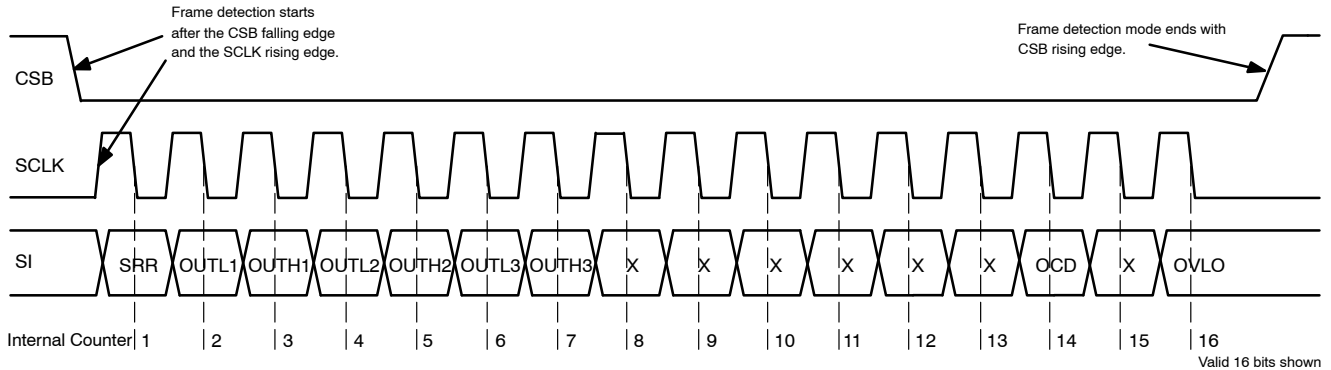 Frame detection starts
after the CSB falling edge
and the SCLK rising edge.
Frame detection mode ends with
CSB rising edge.
CSB
SCLK
SI
SRR OUTL1 OUTH1 OUTL2 OUTH2 OUTL3 OUTH3 X X X X X X OCD X OVLO
Internal Counter 1 2 3 4 5 6 7 8 9 10 11 12 13 14 15 16
Valid 16 bits shown